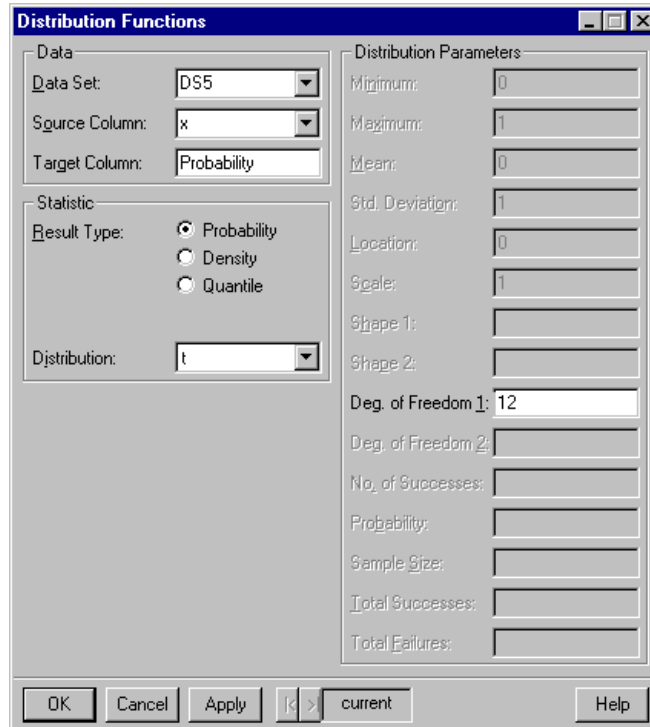 Distribution Functions
Data
Data Set: DS5
Source Column: x
Target Column: Probability
Statistic
Result Type: Probability
Density
Quantile
Distribution: t
Distribution Parameters
Minimum: 0
Maximum: 1
Mean: 0
Std. Deviation: 1
Location: 0
Scale: 1
Shape 1:
Shape 2:
Deg. of Freedom 1: 12
Deg. of Freedom 2:
No. of Successes:
Probability:
Sample Size:
Total Successes:
Total Failures:
OK Cancel Apply current Help